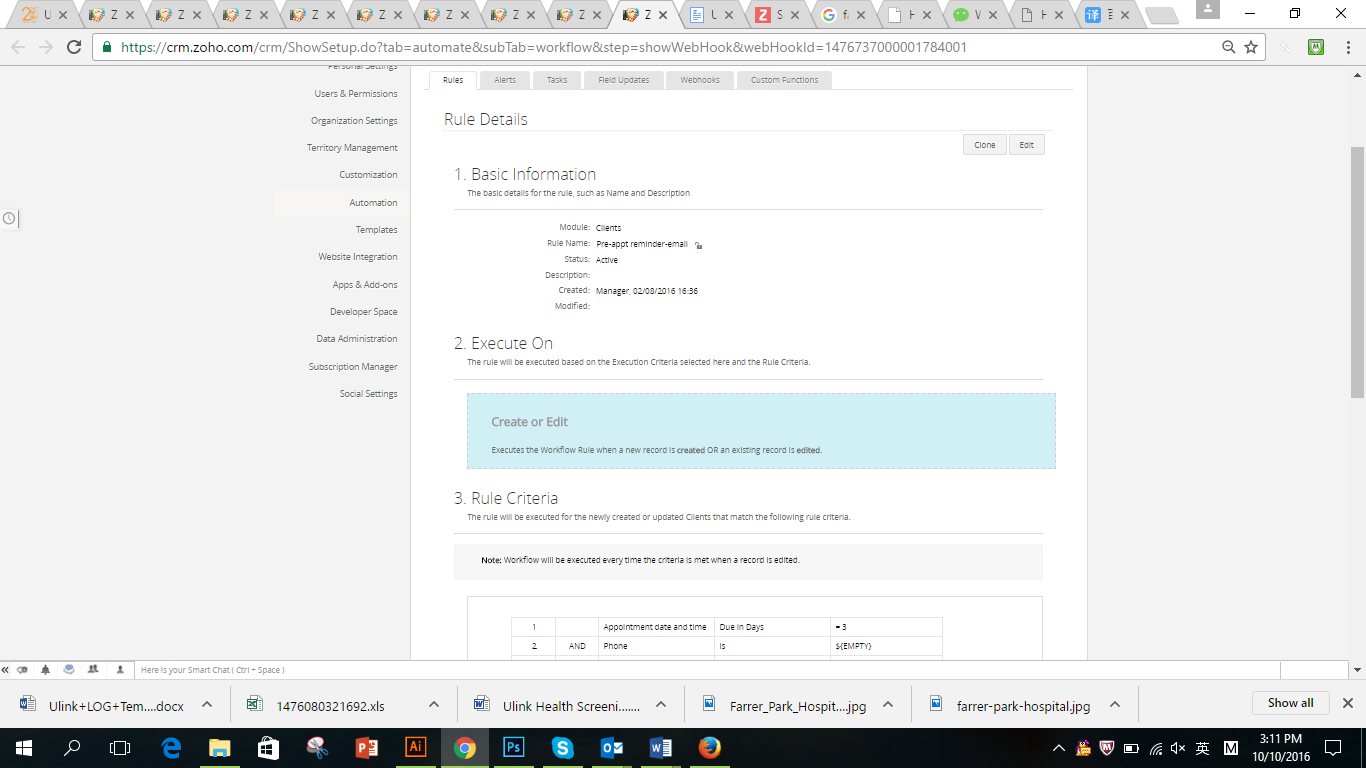 U
Z
Z
Z
Z
Z
Z
Z
Z
Z
U
S
f
H
W
H
https://crm.zoho.com/crm/ShowSetup.do?tab=automate&subTab=workflow&step=showWebHook&webHookId=1476737000001784001
Personal Settings
Users & Permissions
Organization Settings
Territory Management
Customization
Automation
Templates
Website Integration
Apps & Add-ons
Developer Space
Data Administration
Subscription Manager
Social Settings
Rules Alerts Tasks Field Updates Webhooks Custom Functions
Rule Details
Clone Edit
1. Basic Information
The basic details for the rule, such as Name and Description
Module: Clients
Rule Name: Pre-appt reminder-email
Status: Active
Description:
Created: Manager, 02/08/2016 16:36
Modified:
2. Execute On
The rule will be executed based on the Execution Criteria selected here and the Rule Criteria.
Create or Edit
Executes the Workflow Rule when a new record is created OR an existing record is edited.
3. Rule Criteria
The rule will be executed for the newly created or updated Clients that match the following rule criteria.
Note: Workflow will be executed every time the criteria is met when a record is edited.
1 Appointment date and time Due in Days = 3
2 AND Phone is ${EMPTY}
Here is your Smart Chat ( Ctrl + Space )
Ulink+LOG+Tem....docx
1476080321692.xls
Ulink Health Screeni.......
Farrer_Park_Hospit....jpg
farrer-park-hospital.jpg
Show all
英 M
3:11 PM
10/10/2016